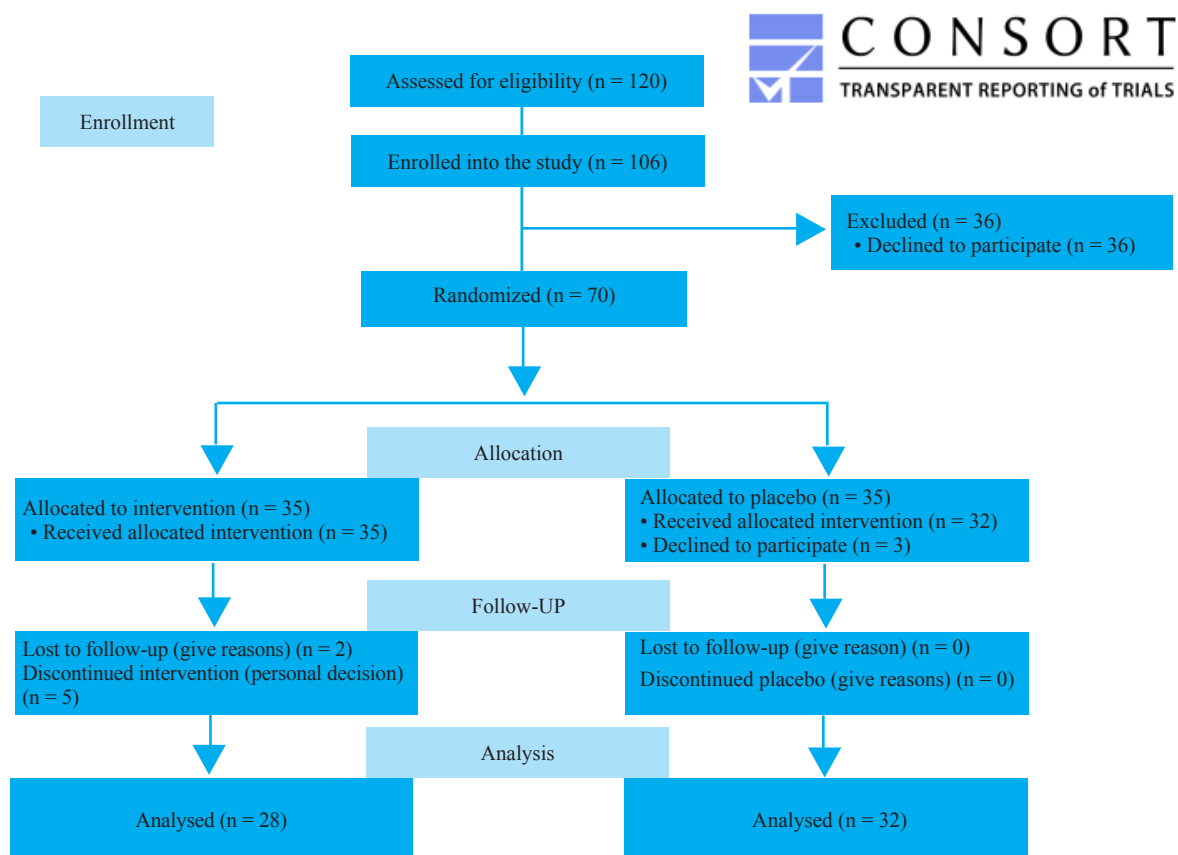 CONSORT
TRANSPARENT REPORTING of TRIALS
Assessed for eligibility (n = 120)
Enrollment
Enrolled into the study (n = 106)
Excluded (n = 36)
• Declined to participate (n = 36)
Randomized (n = 70)
Allocation
Allocated to intervention (n = 35)
• Received allocated intervention (n = 35)
Allocated to placebo (n = 35)
• Received allocated intervention (n = 32)
• Declined to participate (n = 3)
Follow-UP
Lost to follow-up (give reasons) (n = 2)
Discontinued intervention (personal decision)
(n = 5)
Lost to follow-up (give reason) (n = 0)
Discontinued placebo (give reasons) (n = 0)
Analysis
Analysed (n = 28)
Analysed (n = 32)